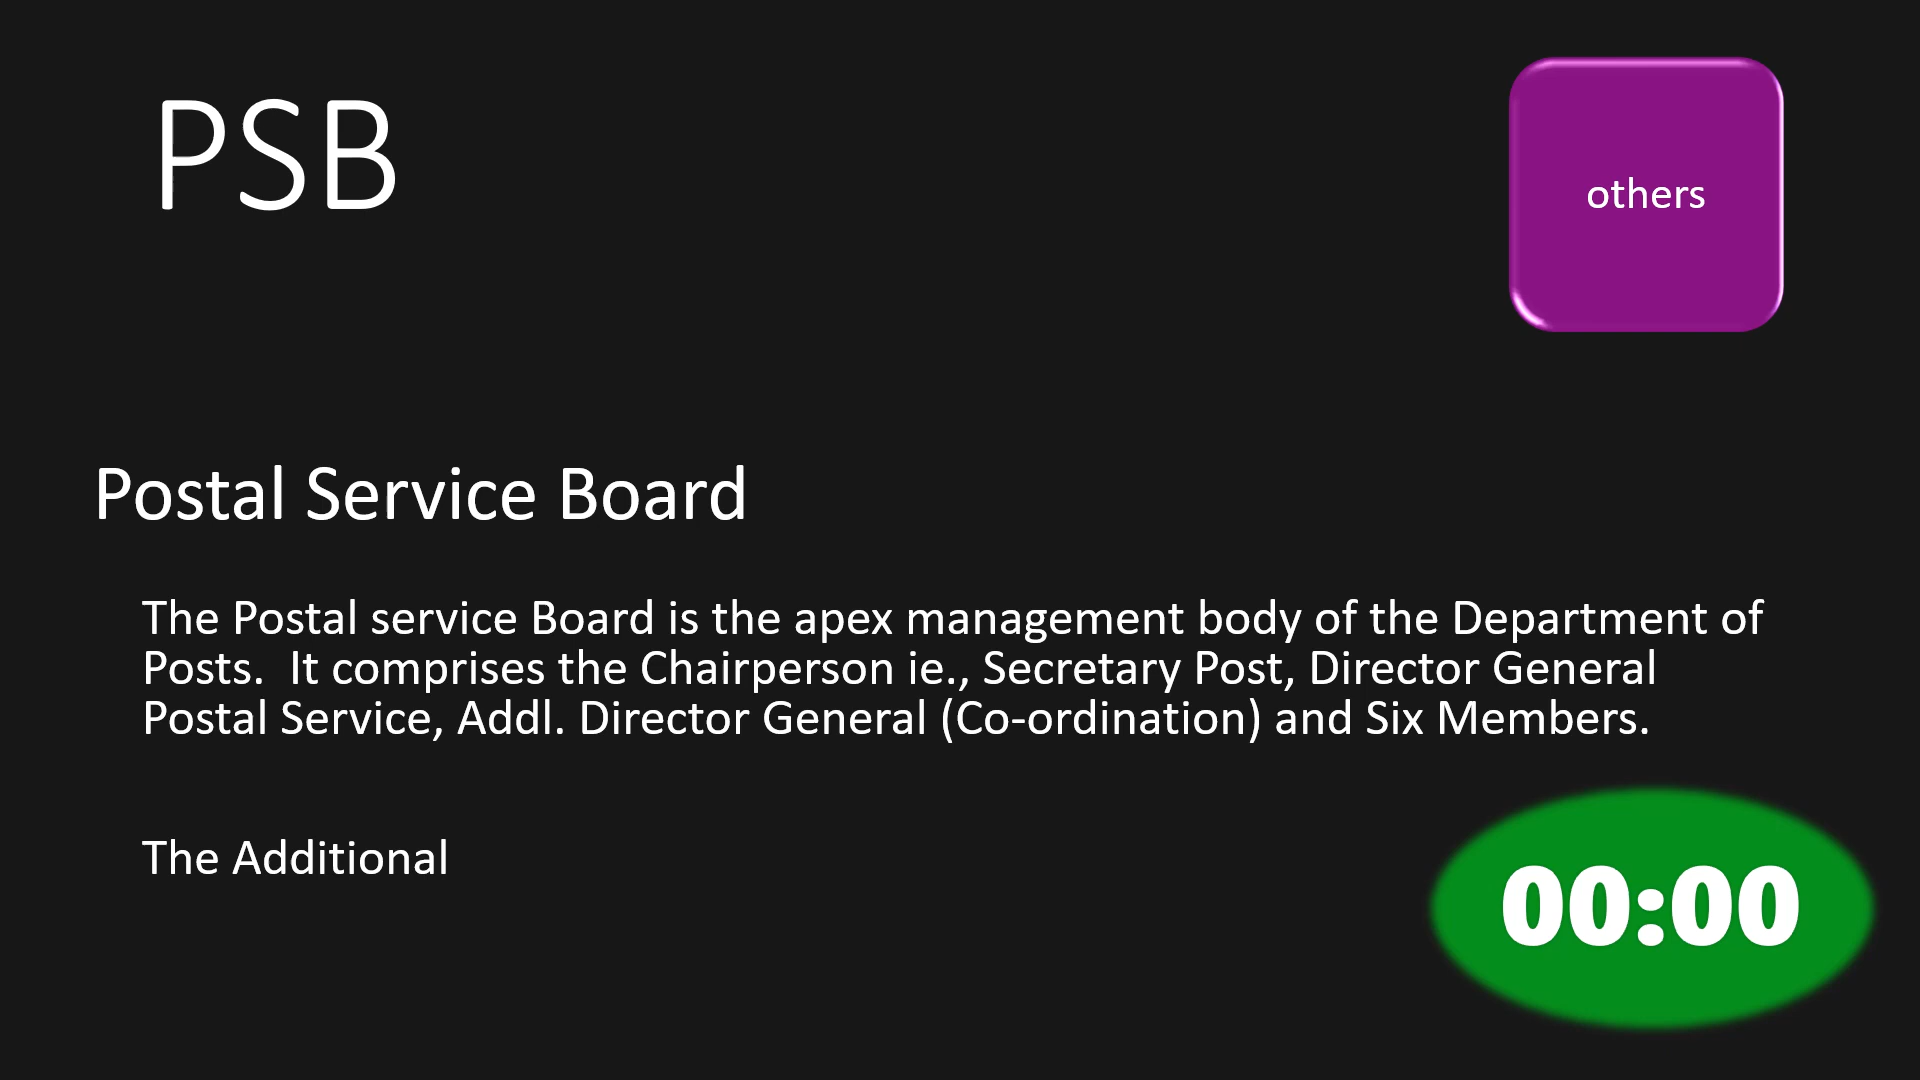 PSB
others
Postal Service Board
The Postal service Board is the apex management body of the Department of
Posts.  It comprises the Chairperson ie., Secretary Post, Director General
Postal Service, Addl. Director General (Co-ordination) and Six Members.
The Additional
00:00